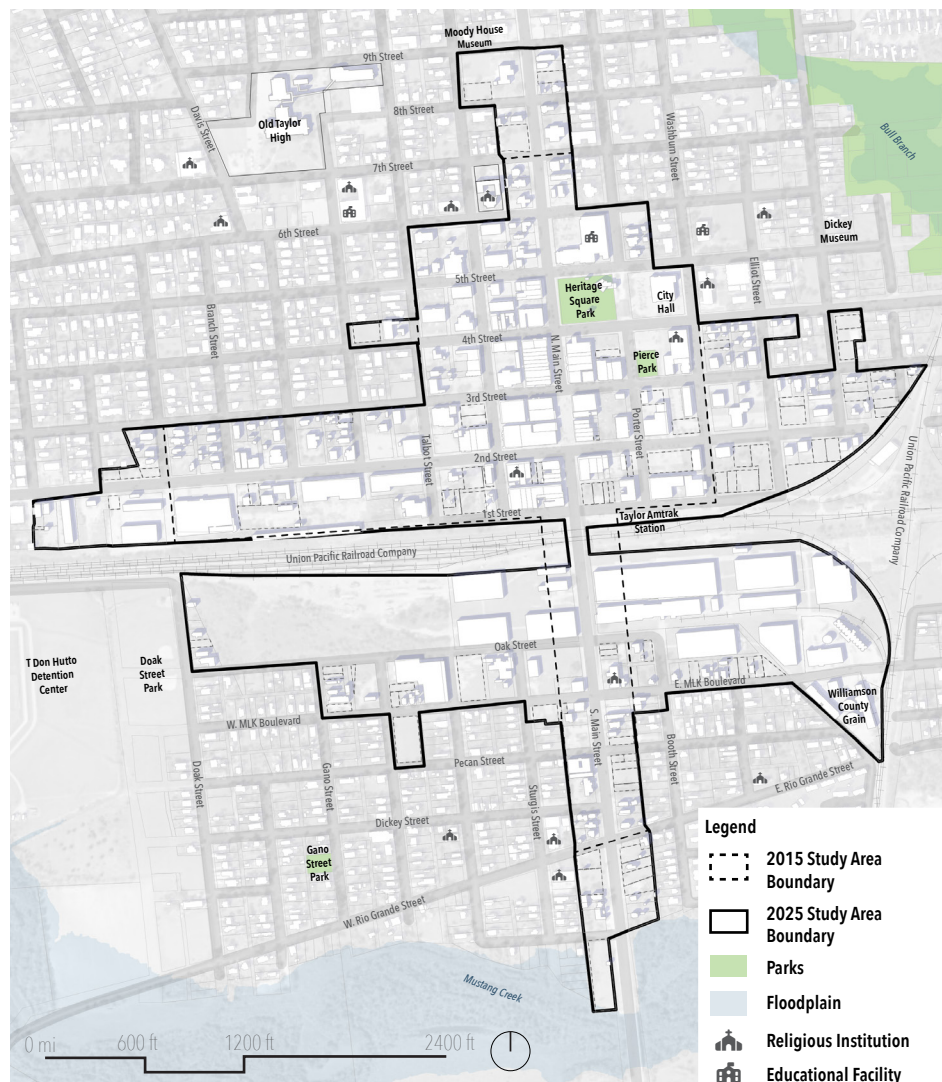 Moody House
Museum
9th Street
8th Street
Old Taylor
High
Davis Street
Washburn Street
Bull Branch
7th Street
6th Street
Dickey
Museum
5th Street
Elliot Street
Heritage
Square
Park
City
Hall
Branch Street
4th Street
N. Main Street
Pierce
Park
3rd Street
Talbot Street
Porter Street
2nd Street
Union Pacific Railroad Company
1st Street
Taylor Amtrak
Station
Union Pacific Railroad Company
Oak Street
T Don Hutto
Detention
Center
Doak
Street
Park
E. MLK Boulevard
Williamson
County
Grain
W. MLK Boulevard
S. Main Street
Booth Street
Pecan Street
Doak Street
Gano Street
Sturgis Street
E. Rio Grande Street
Dickey Street
Gano
Street
Park
W. Rio Grande Street
Mustang Creek
Legend
2015 Study Area
Boundary
2025 Study Area
Boundary
Parks
Floodplain
Religious Institution
Educational Facility
0 mi 600 ft 1200 ft 2400 ft